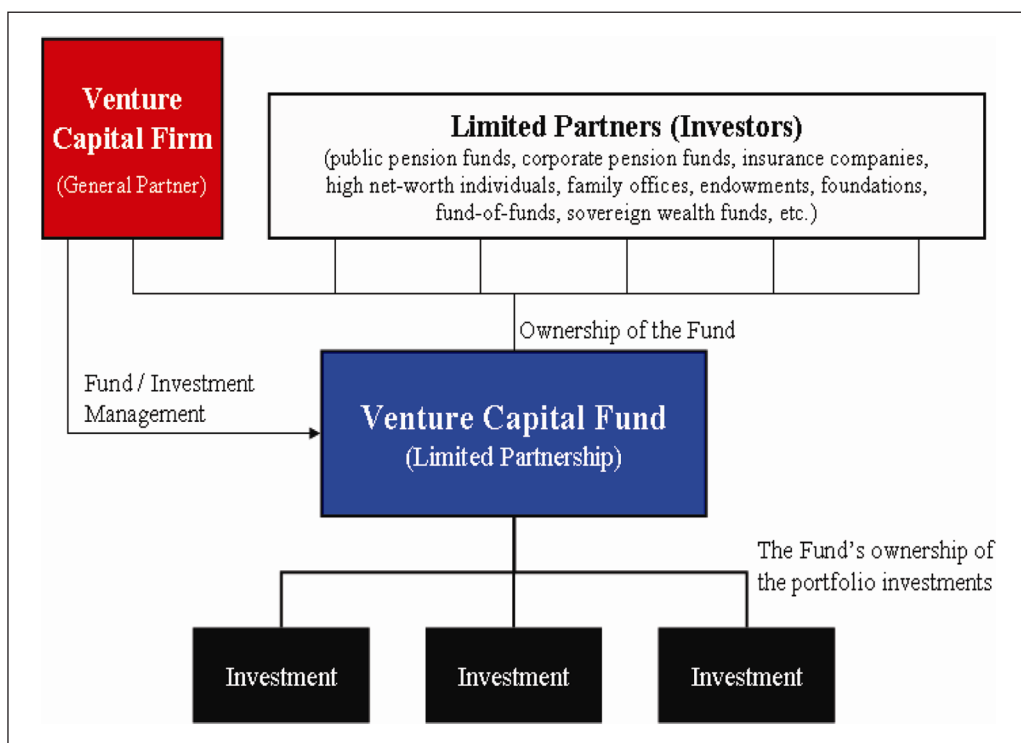 Venture
Capital Firm
(General Partner)
Limited Partners (Investors)
(public pension funds, corporate pension funds, insurance companies,
high net-worth individuals, family offices, endowments, foundations,
fund-of-funds, sovereign wealth funds, etc.)
Ownership of the Fund
Fund / Investment
Management
Venture Capital Fund
(Limited Partnership)
The Fund's ownership of
the portfolio investments
Investment
Investment
Investment